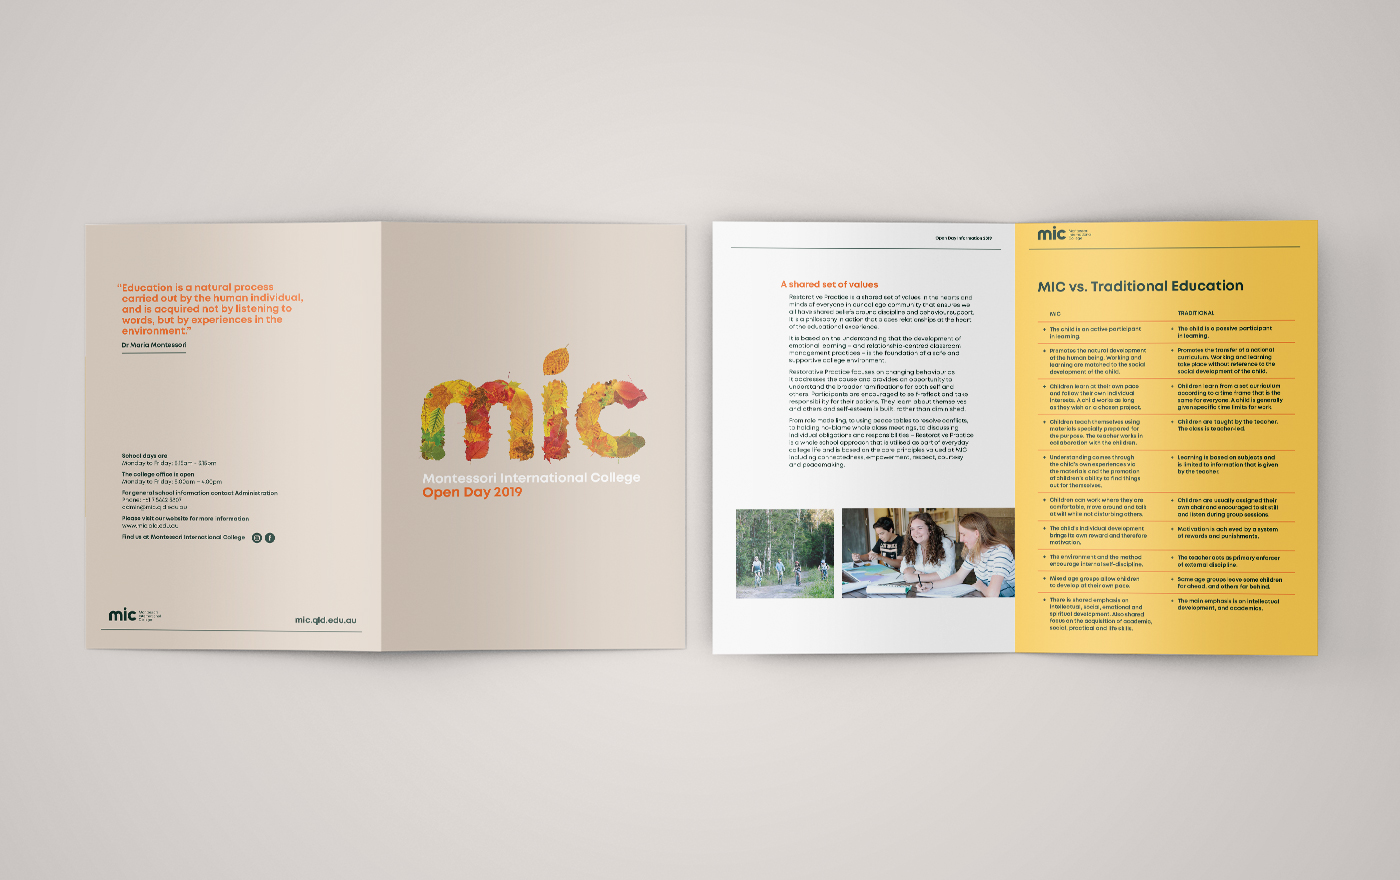 “Education is a natural process
carried out by the human individual,
and is acquired not by listening to
words, but by experiences in the
environment.”
Dr Maria Montessori
School days are
Monday to Friday:
The college office is open
Monday to Friday:
For general school information contact Administration
Phone:
admin@mic.qld.edu.au
Please visit our website for more information
www.mic.qld.edu.au
Find us at Montessori International College
mic
Montessori
International
College
mic.qld.edu.au
mic
Montessori International College
Open Day 2019
Open Day Information 2019
A shared set of values
Restorative Practice is a shared set of values in the hearts and
minds of everyone in our college community that ensures we
all have shared beliefs around discipline and behaviour support.
It is a philosophy in action that places relationships at the heart
of the educational experience.
It is based on the understanding that the development of
emotional learning – and relationship-centred classroom
management practices – is the foundation of a safe and
supportive college environment.
Restorative Practice focuses on changing behaviour as
it addresses the cause and provides an opportunity to
understand the broader ramifications for both self and
others. Participants are encouraged to self-reflect and take
responsibility for their actions. They learn about themselves
and others and self-esteem is built, rather than diminished.
From role modelling, to using peace tables to resolve conflicts,
to holding no-blame whole class meetings, to discussing
individual obligations and responsibilities – Restorative Practice
is a whole school approach that is utilised as part of everyday
college life and is based on the core principles valued at MIC
including connectedness, empowerment, respect, courtesy
and peacemaking.
mic
Montessori
International
College
MIC vs. Traditional Education
MIC
TRADITIONAL
The child is an active participant
in learning.
The child is a passive participant
in learning.
Promotes the natural development
of the human being. Working and
learning are matched to the social
development of the child.
Promotes the transfer of a national
curriculum. Working and learning
take place without reference to the
social development of the child.
Children learn at their own pace
and follow their own individual
interests. A child works as long
as they wish on a chosen project.
Children learn from a set curriculum
according to a time frame that is the
same for everyone. A child is generally
given specific time limits for work.
Children teach themselves using
materials specially prepared for
the purpose. The teacher works in
collaboration with the children.
Children are taught by the teacher.
The class is teacher-led.
Understanding comes through
the child’s own experiences via
the materials and the promotion
of children’s ability to find things
out for themselves.
Learning is based on subjects and
is limited to information that is given
by the teacher.
Children can work where they are
comfortable, move around and talk
at will while not disturbing others.
Children are usually assigned their
own chair and encouraged to sit still
and listen during group sessions.
The child’s individual development
brings its own reward and therefore
motivation.
Motivation is achieved by a system
of rewards and punishments.
The environment and the method
encourage internal self-discipline.
The teacher acts as primary enforcer
of external discipline.
Mixed age groups allow children
to develop at their own pace.
Same age groups leave some children
far ahead, and others far behind.
There is shared emphasis on
intellectual, social, emotional and
spiritual development. Also shared
focus on the acquisition of academic,
social, practical and life skills.
The main emphasis is on intellectual
development, and academics.